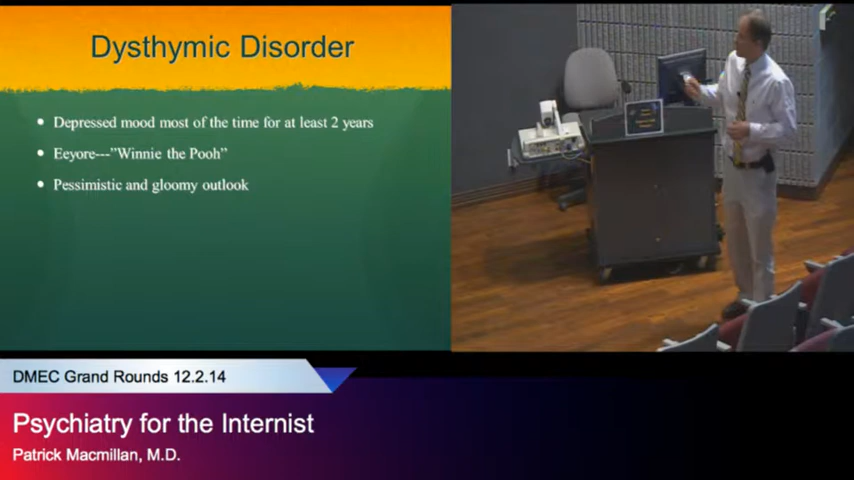 Dysthymic Disorder
Depressed mood most of the time for at least 2 years
Eeyore---"Winnie the Pooh"
Pessimistic and gloomy outlook
DMEC Grand Rounds 12.2.14
Psychiatry for the Internist
Patrick Macmillan, M.D.